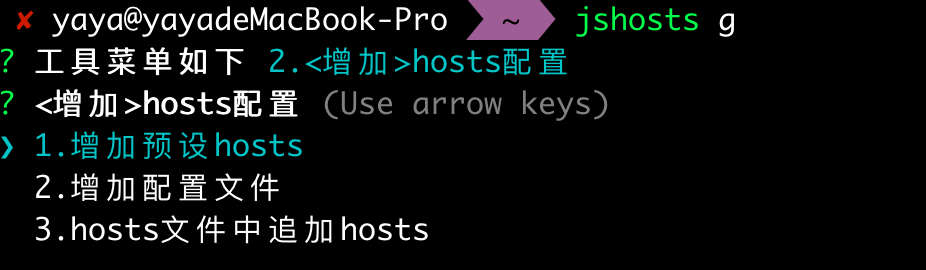 ✘ yaya@yayadeMacBook-Pro ~ jshosts g
? 工具菜单如下 2.<增加>hosts配置
? <增加>hosts配置 (Use arrow keys)
❯ 1.增加预设hosts
2.增加配置文件
3.hosts文件中追加hosts